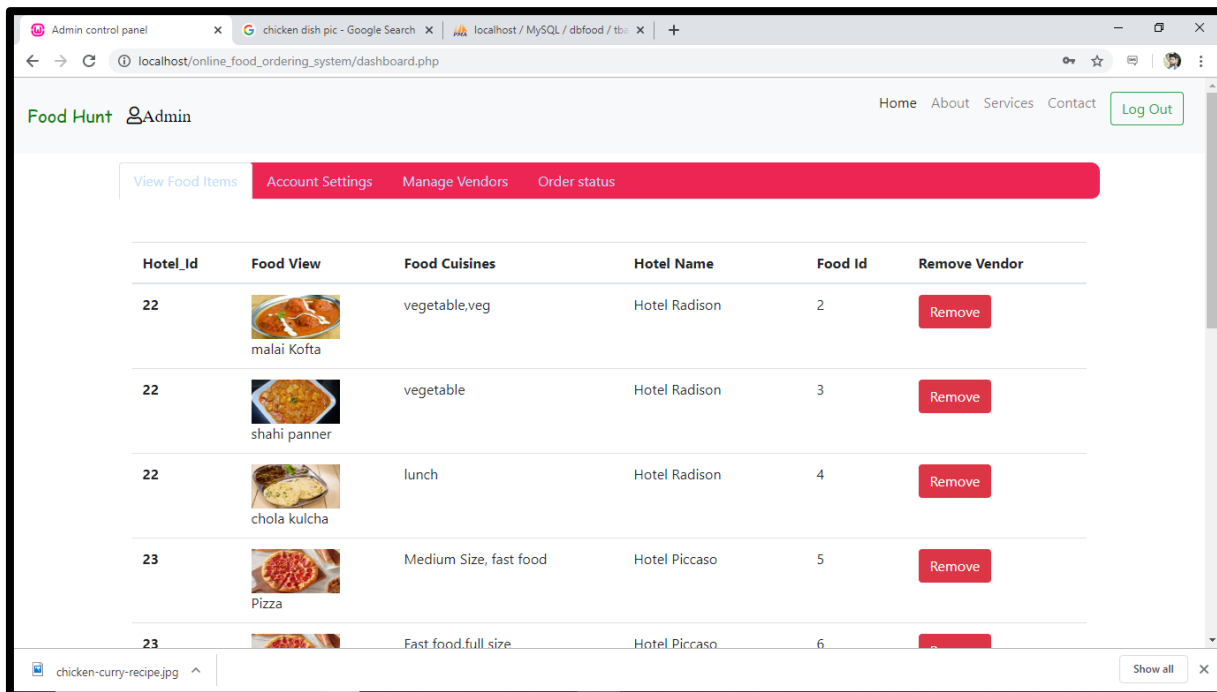 Admin control panel
chicken dish pic - Google Search
localhost / MySQL / dbfood / tba
localhost/online_food_ordering_system/dashboard.php
Food Hunt Admin
Home About Services Contact Log Out
View Food Items Account Settings Manage Vendors Order status
Hotel_Id Food View Food Cuisines Hotel Name Food Id Remove Vendor
22 vegetable,veg Hotel Radison 2 Remove
malai Kofta
22 vegetable Hotel Radison 3 Remove
shahi panner
22 lunch Hotel Radison 4 Remove
chola kulcha
23 Medium Size, fast food Hotel Piccaso 5 Remove
Pizza
23 Fast food,full size Hotel Piccaso 6
chicken-curry-recipe.jpg Show all